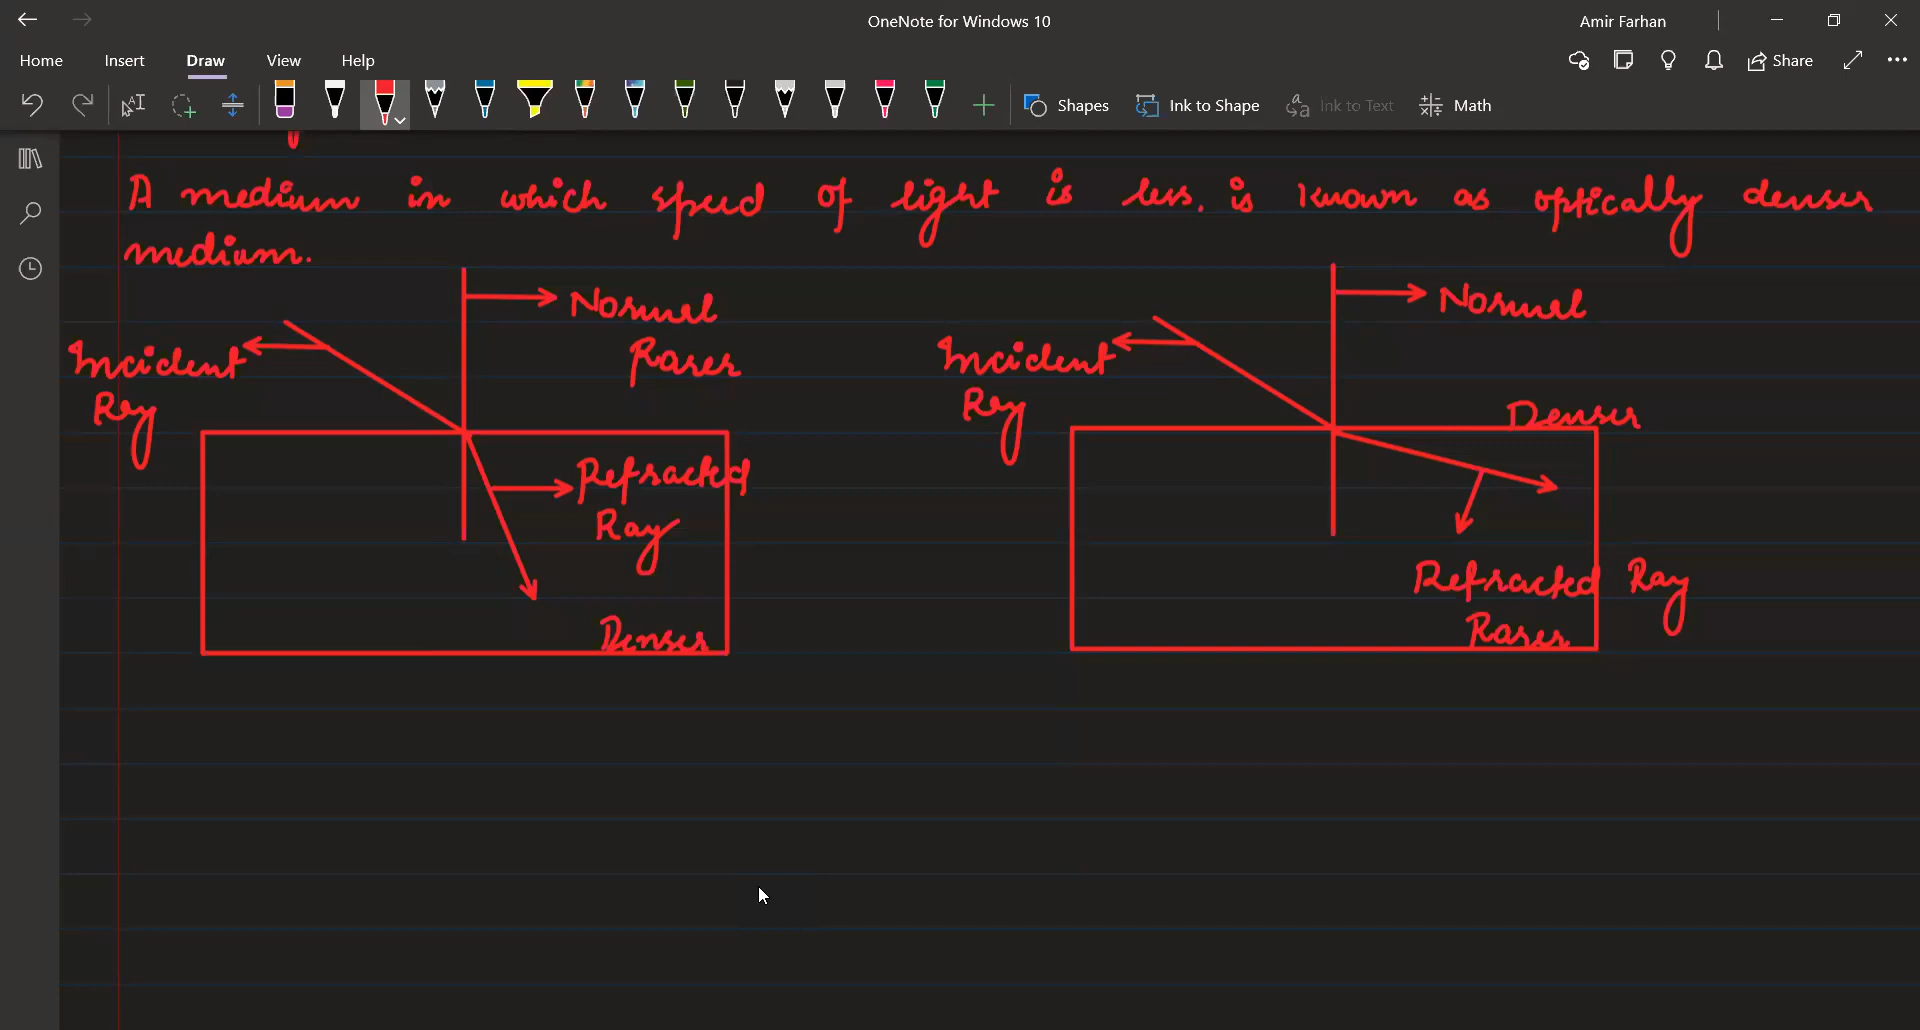 OneNote for Windows 10
Amir Farhan
Home Insert Draw View Help
Share
Shapes Ink to Shape Ink to Text Math
A medium in which speed of light is less. is known as optically denser
medium.
Normal
Rarer
Incident
Ray
Refracted
Ray
Denser
Normal
Incident
Ray
Denser
Refracted Ray
Rarer